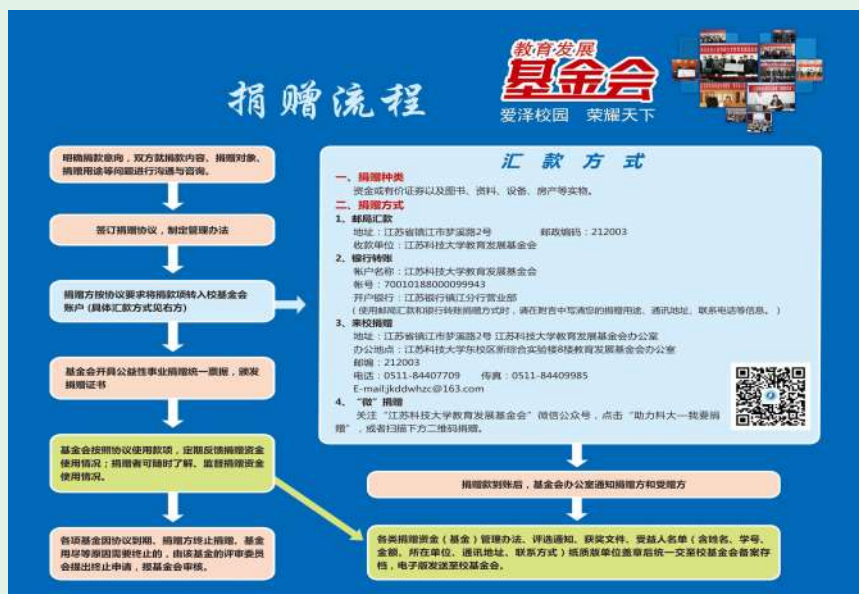 教育发展
基金会
爱泽校园 荣耀天下
捐赠流程
明确捐款意向，双方就捐款内容、捐赠对象、
捐赠用途等问题进行沟通与咨询。
签订捐赠协议，制定管理办法
捐赠方按协议要求将捐款项转入校基金会
账户 (具体汇款方式见右方)
基金会开具公益性事业捐赠统一票据，颁发
捐赠证书
基金会按照协议使用款项，定期反馈捐赠资金
使用情况；捐赠者可随时了解、监督捐赠资金
使用情况。
各项基金因协议到期、捐赠方终止捐赠、基金
用尽等原因需要终止的，由该基金的评审委员
会提出终止申请，报基金会审核。
汇款方式
一、捐赠种类
资金或有价证券以及图书、资料、设备、房产等实物。
二、捐赠方式
1、邮局汇款
地址：江苏省镇江市梦溪路2号 邮政编码：212003
收款单位：江苏科技大学教育发展基金会
2、银行转账
帐户名称：江苏科技大学教育发展基金会
帐号：70010188000099943
开户银行：江苏银行镇江分行营业部
（使用邮局汇款和银行转账捐赠方式时，请在附言中写清您的捐赠用途、通讯地址、联系电话等信息。）
3、来校捐赠
地址：江苏省镇江市梦溪路2号 江苏科技大学教育发展基金会办公室
办公地点：江苏科技大学东校区新综合实验楼8楼教育发展基金会办公室
邮编：212003
电话：0511-84407709 传真：0511-84409985
E-mail:jkddwhzc@163.com
4、“微”捐赠
关注“江苏科技大学教育发展基金会”微信公众号，点击“助力科大—我要捐
赠”，或者扫描下方二维码捐赠。
捐赠款到账后，基金会办公室通知捐赠方和受赠方
各类捐赠资金（基金）管理办法、评选通知、获奖文件、受益人名单（含姓名、学号、
金额、所在单位、通讯地址、联系方式）纸质版单位盖章后统一交至校基金会备案存
档，电子版发送至校基金会。